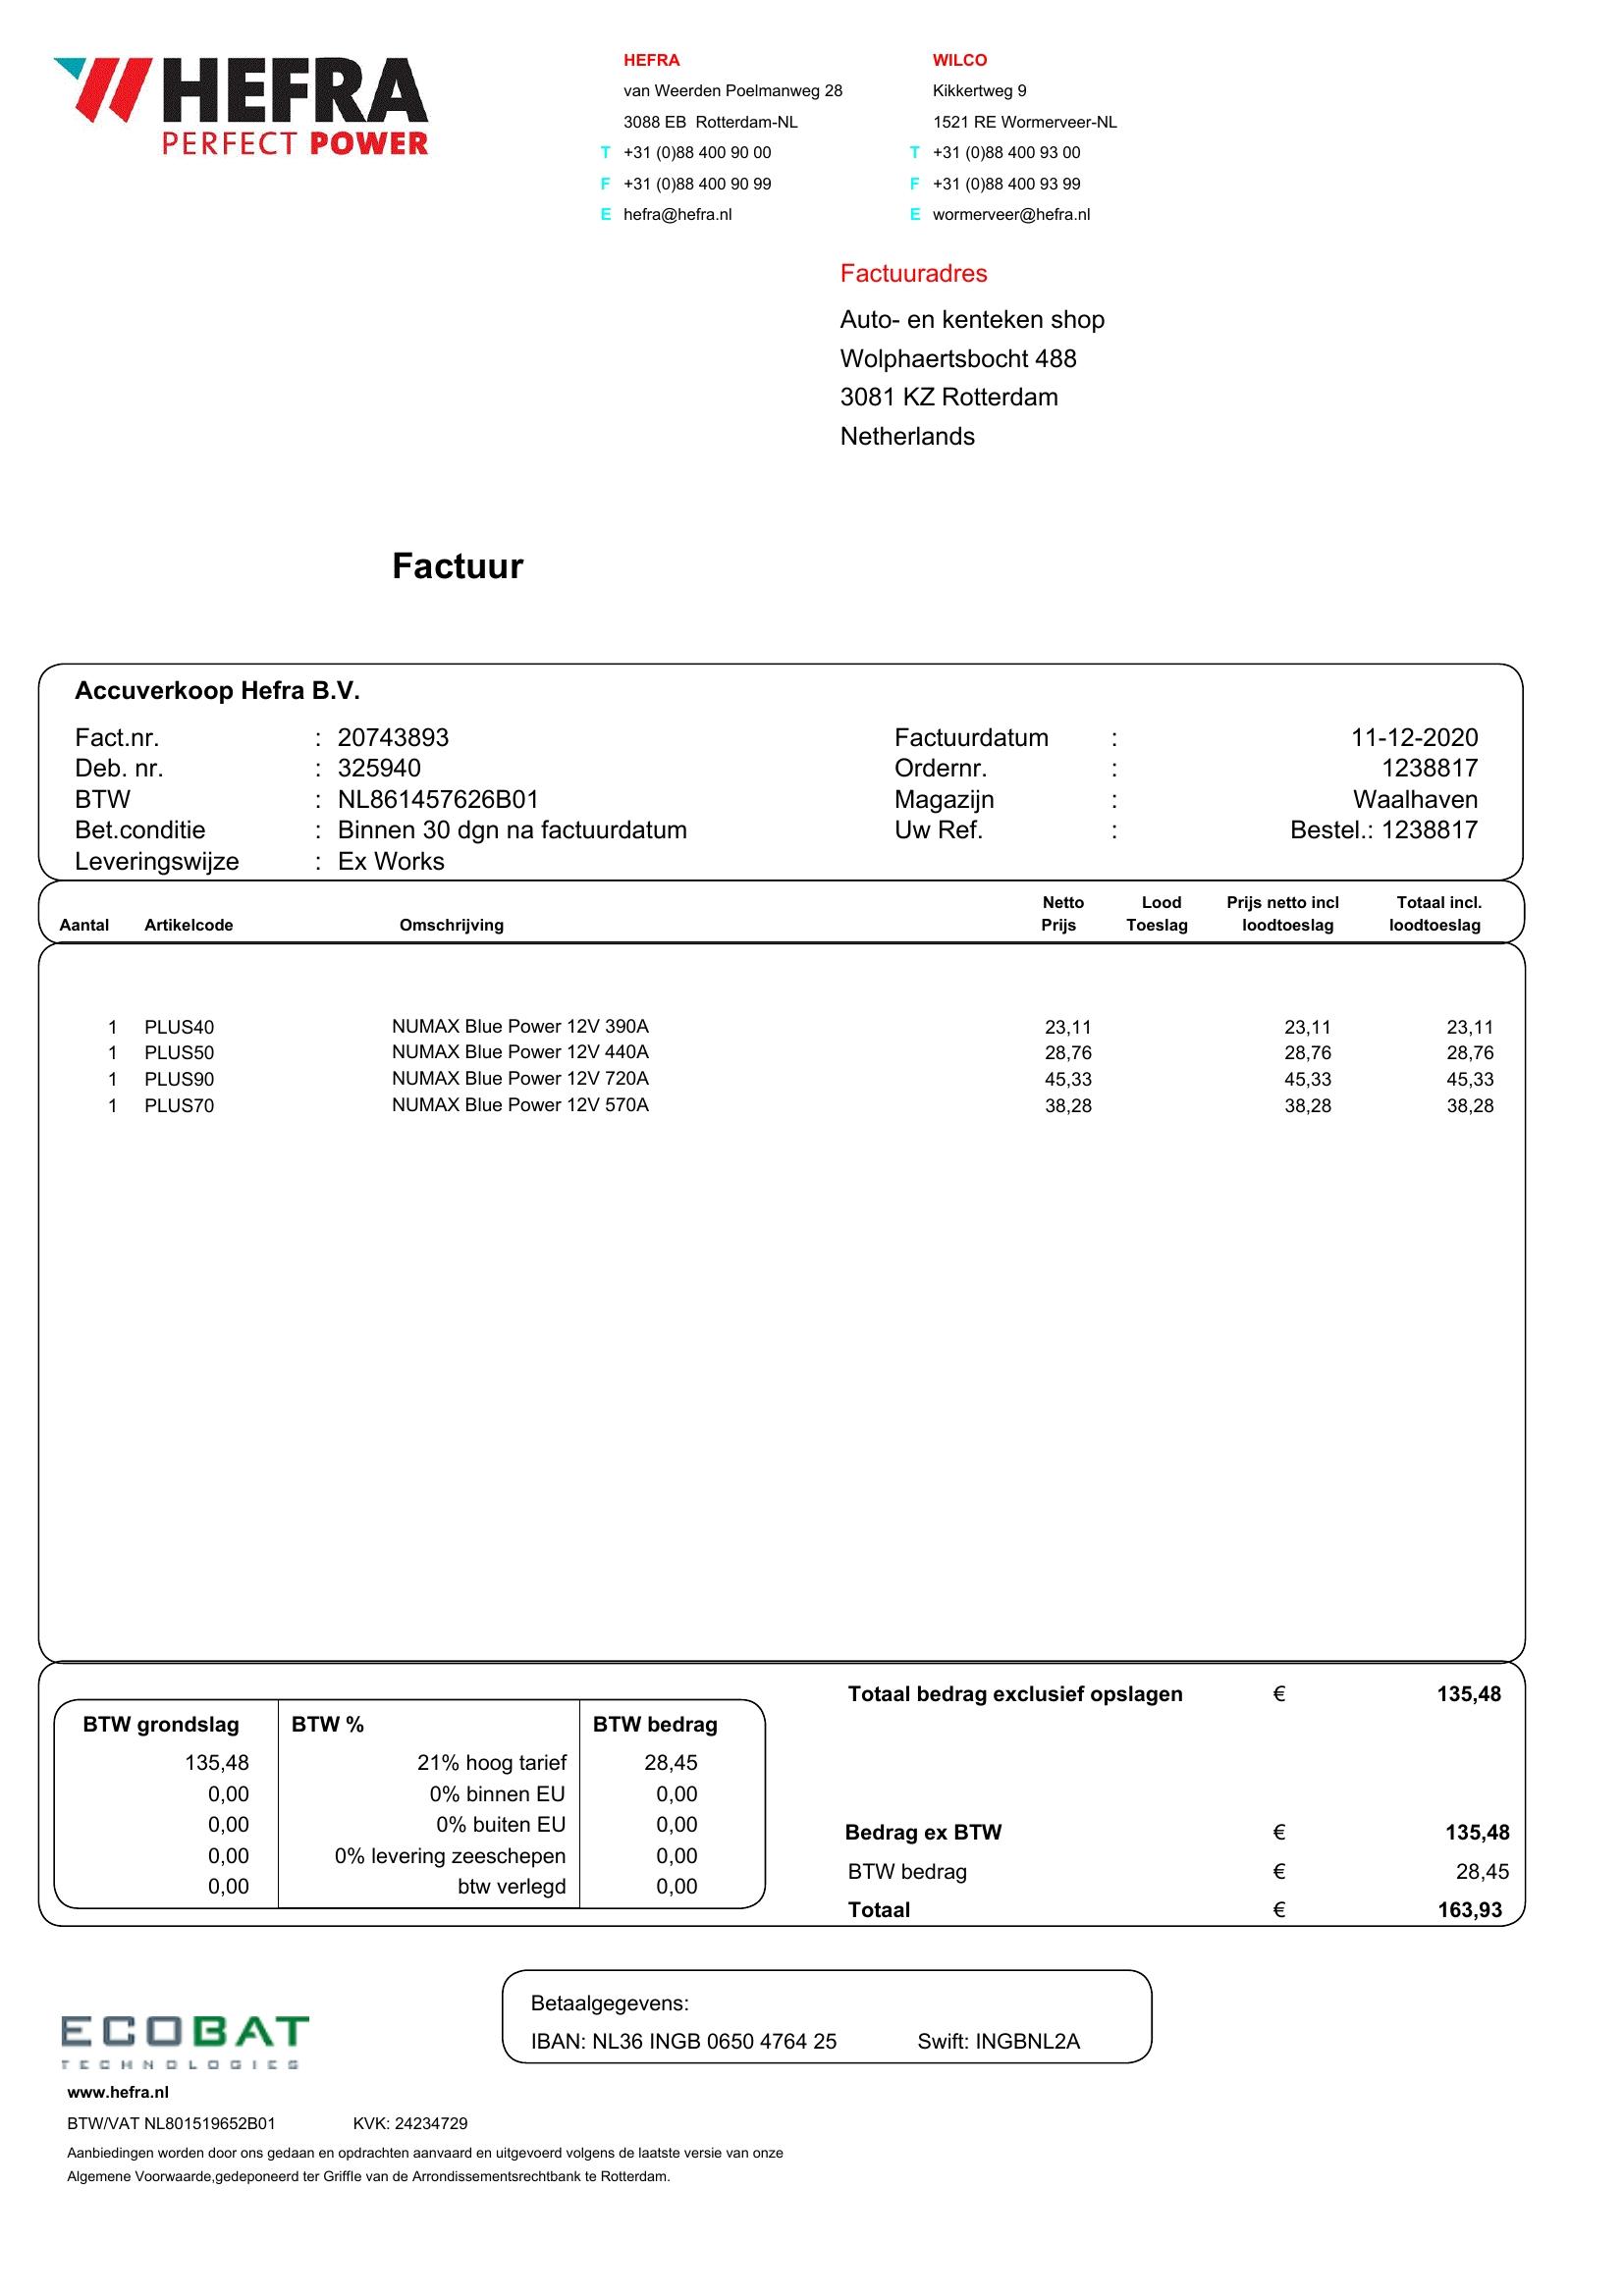 HEFRA
PERFECT POWER
HEFRA
van Weerden Poelmanweg 28
3088 EB  Rotterdam-NL
T +31 (0)88 400 90 00
F +31 (0)88 400 90 99
E hefra@hefra.nl
WILCO
Kikkertweg 9
1521 RE Wormerveer-NL
T +31 (0)88 400 93 00
F +31 (0)88 400 93 99
E wormerveer@hefra.nl
Factuuradres
Auto- en kenteken shop
Wolphaertsbocht 488
3081 KZ Rotterdam
Netherlands
Factuur
Accuverkoop Hefra B.V.
Fact.nr. : 20743893 Factuurdatum : 11-12-2020
Deb. nr. : 325940 Ordernr. : 1238817
BTW : NL861457626B01 Magazijn : Waalhaven
Bet.conditie : Binnen 30 dgn na factuurdatum Uw Ref. : Bestel.: 1238817
Leveringswijze : Ex Works
Netto Lood Prijs netto incl Totaal incl.
Aantal Artikelcode Omschrijving Prijs Toeslag loodtoeslag loodtoeslag
1 PLUS40 NUMAX Blue Power 12V 390A 23,11 23,11 23,11
1 PLUS50 NUMAX Blue Power 12V 440A 28,76 28,76 28,76
1 PLUS90 NUMAX Blue Power 12V 720A 45,33 45,33 45,33
1 PLUS70 NUMAX Blue Power 12V 570A 38,28 38,28 38,28
BTW grondslag BTW % BTW bedrag
135,48 21% hoog tarief 28,45
0,00 0% binnen EU 0,00
0,00 0% buiten EU 0,00
0,00 0% levering zeeschepen 0,00
0,00 btw verlegd 0,00
Totaal bedrag exclusief opslagen € 135,48
Bedrag ex BTW € 135,48
BTW bedrag € 28,45
Totaal € 163,93
Betaalgegevens:
IBAN: NL36 INGB 0650 4764 25 Swift: INGBNL2A
ECOBAT
TECHNOLOGIES
www.hefra.nl
BTW/VAT NL801519652B01 KVK: 24234729
Aanbiedingen worden door ons gedaan en opdrachten aanvaard en uitgevoerd volgens de laatste versie van onze
Algemene Voorwaarde,gedeponeerd ter Griffle van de Arrondissementsrechtbank te Rotterdam.